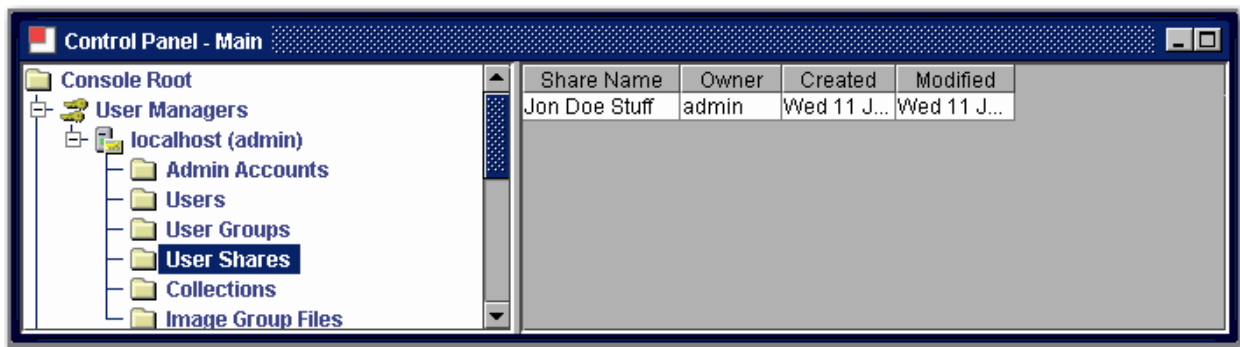 Control Panel - Main
Console Root
User Managers
localhost (admin)
Admin Accounts
Users
User Groups
User Shares
Collections
Image Group Files
Share Name Owner Created Modified
Jon Doe Stuff admin Wed 11 J... Wed 11 J...